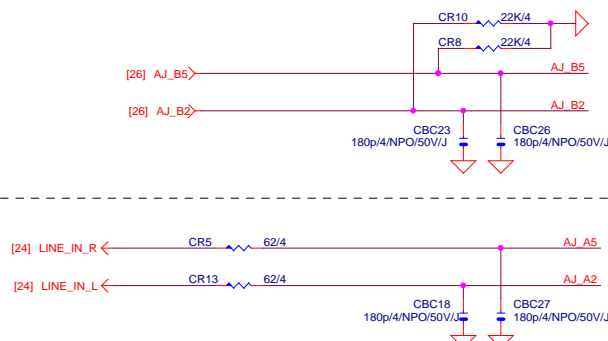 CR10 22K/4
CR8 22K/4
[26] AJ_B5 AJ_B5
[26] AJ_B2 AJ_B2
CBC23 CBC26
180p/4/NPO/50V/J 180p/4/NPO/50V/J
[24] LINE_IN_R CR5 62/4 AJ_A5
[24] LINE_IN_L CR13 62/4 AJ_A2
CBC18 CBC27
180p/4/NPO/50V/J 180p/4/NPO/50V/J